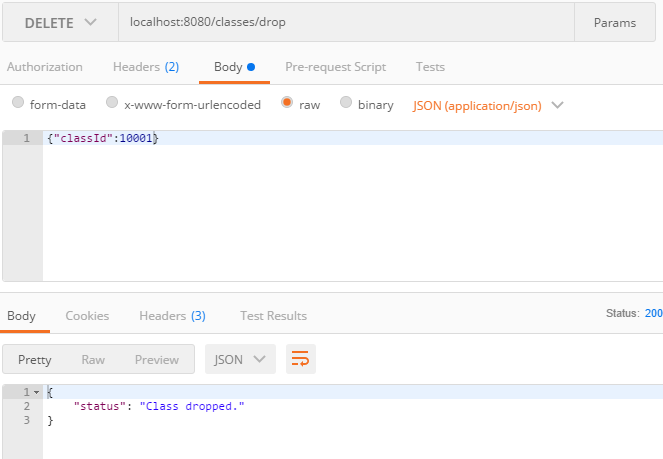 DELETE localhost:8080/classes/drop Params
Authorization Headers (2) Body Pre-request Script Tests
form-data x-www-form-urlencoded raw binary JSON (application/json)
1 {"classId":10001}
Body Cookies Headers (3) Test Results Status: 200
Pretty Raw Preview JSON
1 {
2 "status": "Class dropped."
3 }